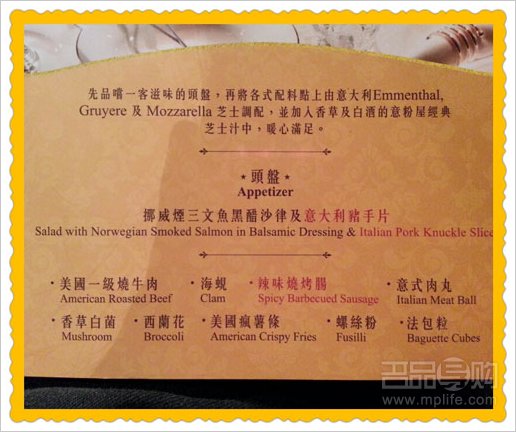 先品嚐一客滋味的頭盤，再將各式配料點上由意大利Emmenthal,
Gruyere 及 Mozzarella 芝士調配，並加入香草及白酒的意粉屋經典
芝士汁中，暖心滿足。
頭盤
Appetizer
挪威煙三文魚黑醋沙律及意大利豬手片
Salad with Norwegian Smoked Salmon in Balsamic Dressing & Italian Pork Knuckle Slice
・美國一級燒牛肉 ・海蜆 ・辣味燒烤腸 ・意式肉丸
American Roasted Beef Clam Spicy Barbecued Sausage Italian Meat Ball
・香草白菌 ・西蘭花 ・美國瘋薯條 ・螺絲粉 ・法包粒
Mushroom Broccoli American Crispy Fries Fusilli Baguette Cubes
名品导购
www.mplife.com